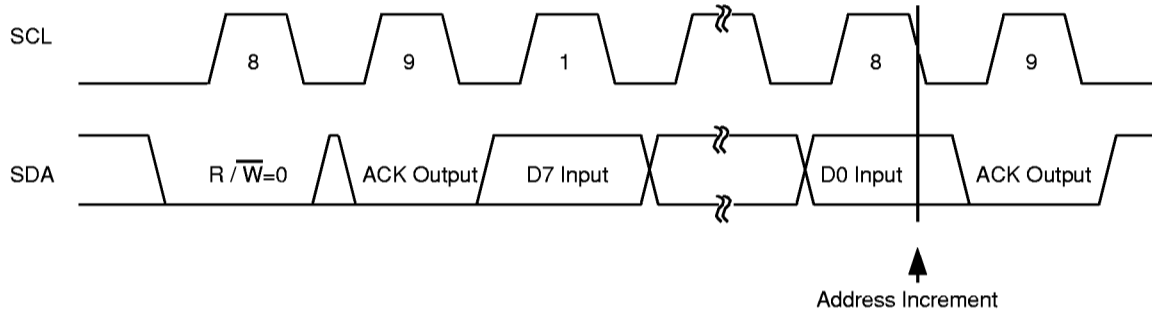 SCL
8
9
1
8
9
SDA
R / W̅=0
ACK Output
D7 Input
D0 Input
ACK Output
Address Increment